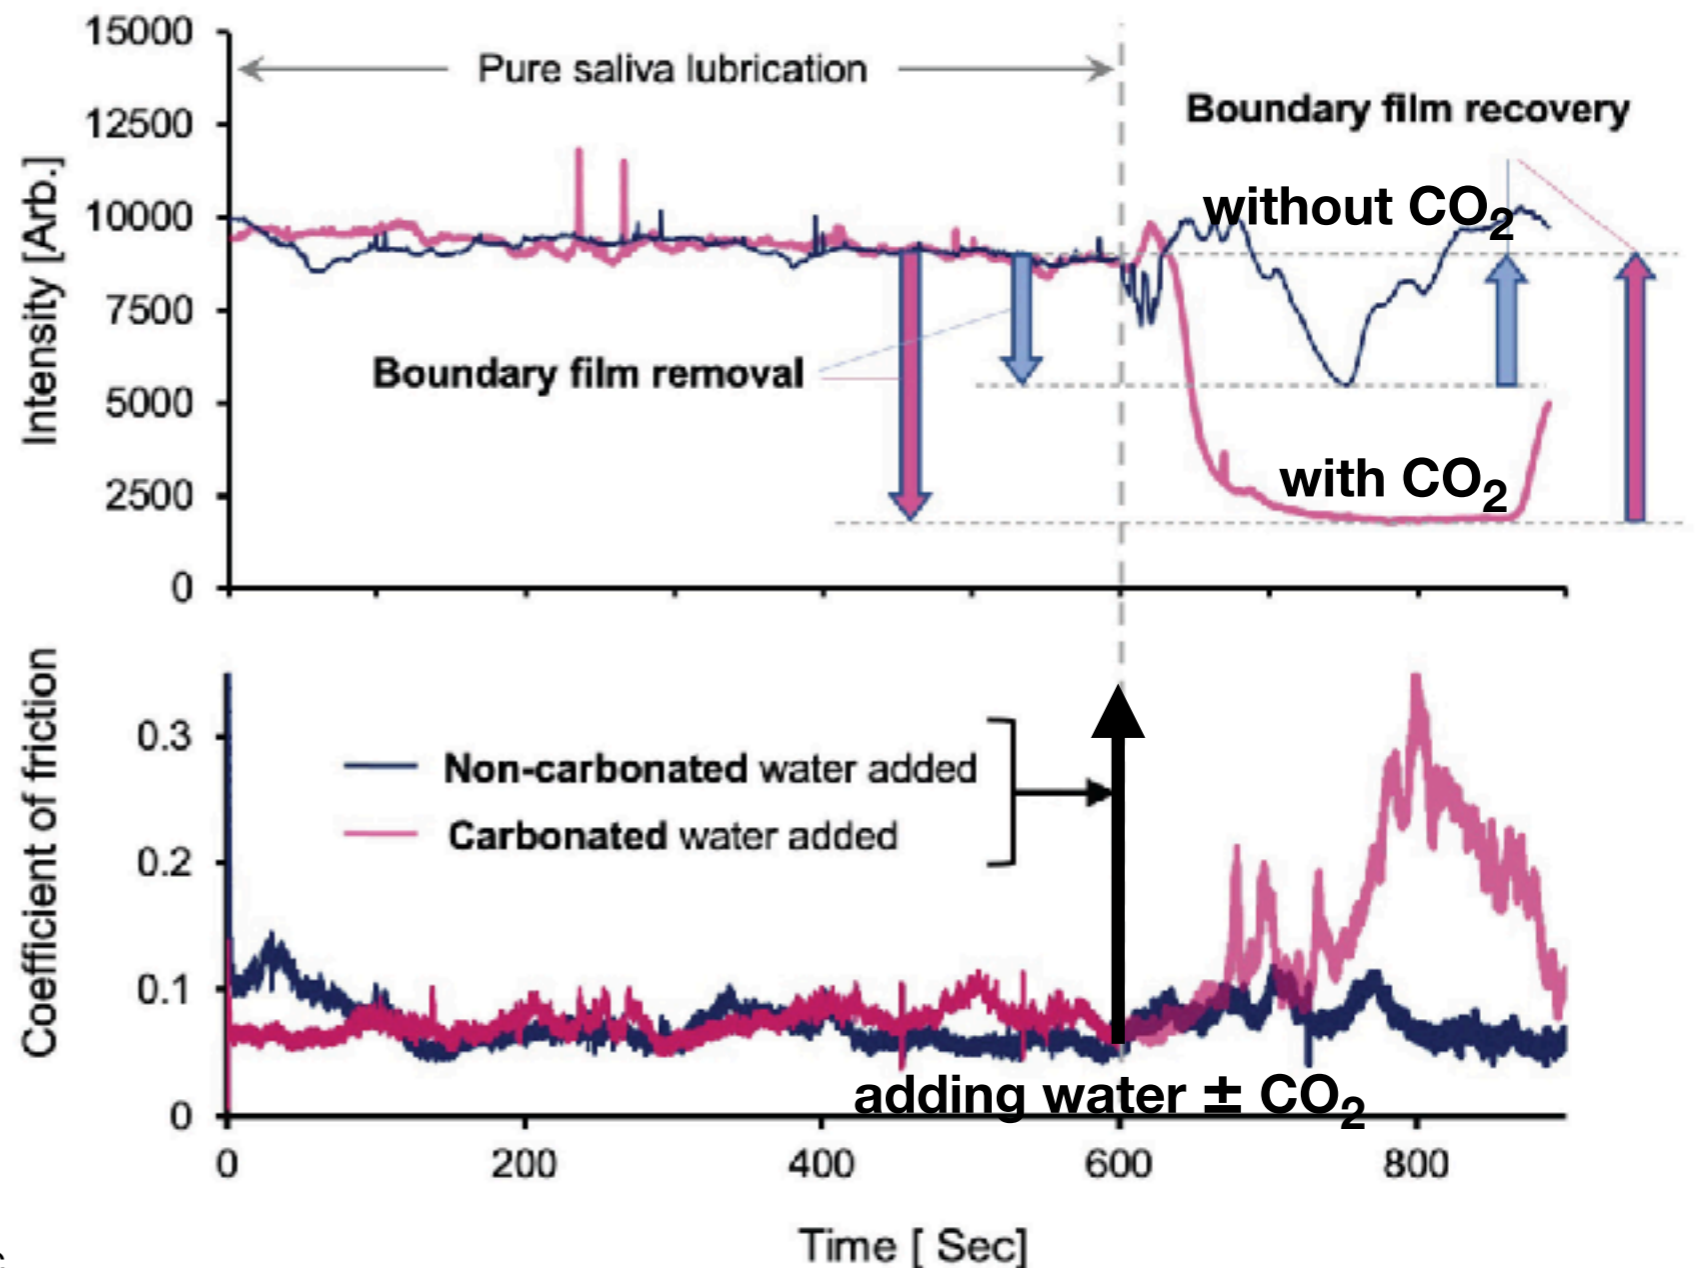 15000
12500
10000
7500
5000
2500
0
Intensity [Arb.]
Pure saliva lubrication
Boundary film recovery
without CO₂
Boundary film removal
with CO₂
0.3
0.2
0.1
0
Coefficient of friction
Non-carbonated water added
Carbonated water added
adding water ± CO₂
0 200 400 600 800
Time [ Sec]